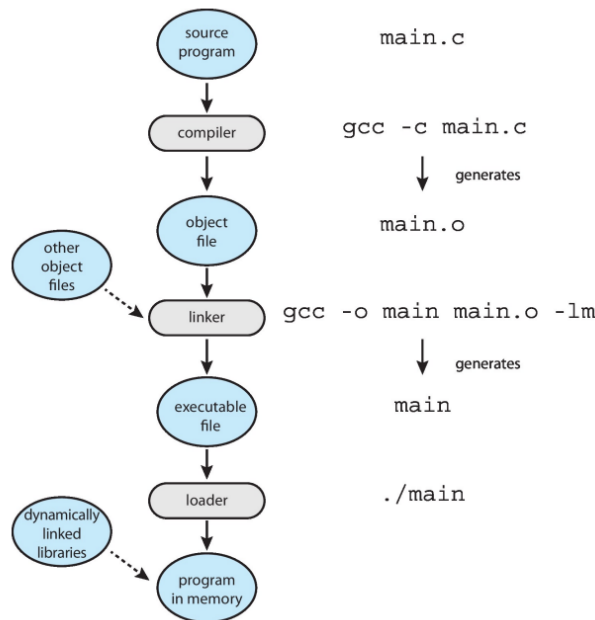 source
program
main.c
compiler
gcc -c main.c
generates
object
file
main.o
other
object
files
linker
gcc -o main main.o -lm
generates
executable
file
main
loader
./main
dynamically
linked
libraries
program
in memory